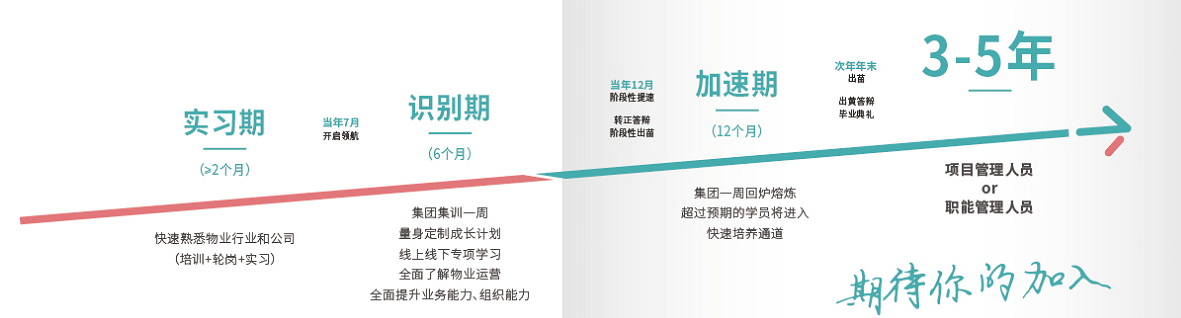 实习期
（≥2个月）
快速熟悉物业行业和公司
（培训+轮岗+实习）
当年7月
开启领航
识别期
（6个月）
集团集训一周
量身定制成长计划
线上线下专项学习
全面了解物业运营
全面提升业务能力、组织能力
当年12月
阶段性提速
转正答辩
阶段性出苗
加速期
（12个月）
集团一周回炉熔炼
超过预期的学员将进入
快速培养通道
次年年末
出苗
出黄答辩
毕业典礼
3-5年
项目管理人员
or
职能管理人员
期待你的加入